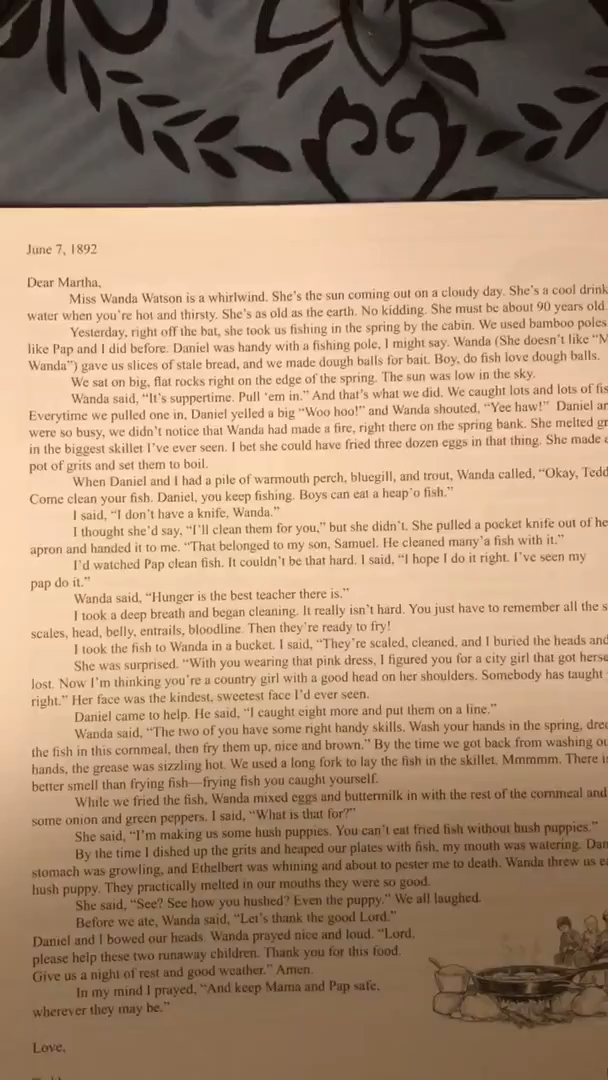 June 7, 1892
Dear Martha,
Miss Wanda Watson is a whirlwind. She's the sun coming out on a cloudy day. She's a cool drink
water when you're hot and thirsty. She's as old as the earth. No kidding. She must be about 90 years old.
Yesterday, right off the bat, she took us fishing in the spring by the cabin. We used bamboo poles
like Pap and I did before. Daniel was handy with a fishing pole, I might say. Wanda (She doesn't like "M
Wanda") gave us slices of stale bread, and we made dough balls for bait. Boy, do fish love dough balls.
We sat on big, flat rocks right on the edge of the spring. The sun was low in the sky.
Wanda said, "It's suppertime. Pull 'em in." And that's what we did. We caught lots and lots of fis
Everytime we pulled one in, Daniel yelled a big "Woo hoo!" and Wanda shouted, "Yee haw!" Daniel an
were so busy, we didn't notice that Wanda had made a fire, right there on the spring bank. She melted gr
in the biggest skillet I've ever seen. I bet she could have fried three dozen eggs in that thing. She made a
pot of grits and set them to boil.
When Daniel and I had a pile of warmouth perch, bluegill, and trout, Wanda called, "Okay, Tedd
Come clean your fish. Daniel, you keep fishing. Boys can eat a heap'o fish."
I said, "I don't have a knife, Wanda."
I thought she'd say, "I'll clean them for you," but she didn't. She pulled a pocket knife out of he
apron and handed it to me. "That belonged to my son, Samuel. He cleaned many'a fish with it."
I'd watched Pap clean fish. It couldn't be that hard. I said, "I hope I do it right. I've seen my
pap do it."
Wanda said, "Hunger is the best teacher there is."
I took a deep breath and began cleaning. It really isn't hard. You just have to remember all the s
scales, head, belly, entrails, bloodline. Then they're ready to fry!
I took the fish to Wanda in a bucket. I said, "They're scaled, cleaned, and I buried the heads and
She was surprised. "With you wearing that pink dress, I figured you for a city girl that got herse
lost. Now I'm thinking you're a country girl with a good head on her shoulders. Somebody has taught
right." Her face was the kindest, sweetest face I'd ever seen.
Daniel came to help. He said, "I caught eight more and put them on a line."
Wanda said, "The two of you have some right handy skills. Wash your hands in the spring, dred
the fish in this cornmeal, then fry them up, nice and brown." By the time we got back from washing ou
hands, the grease was sizzling hot. We used a long fork to lay the fish in the skillet. Mmmmm. There i
better smell than frying fish—frying fish you caught yourself.
While we fried the fish, Wanda mixed eggs and buttermilk in with the rest of the cornmeal and
some onion and green peppers. I said, "What is that for?"
She said, "I'm making us some hush puppies. You can't eat fried fish without hush puppies."
By the time I dished up the grits and heaped our plates with fish, my mouth was watering. Dan
stomach was growling, and Ethelbert was whining and about to pester me to death. Wanda threw us ea
hush puppy. They practically melted in our mouths they were so good.
She said, "See? See how you hushed? Even the puppy." We all laughed.
Before we ate, Wanda said, "Let's thank the good Lord."
Daniel and I bowed our heads. Wanda prayed nice and loud. "Lord,
please help these two runaway children. Thank you for this food.
Give us a night of rest and good weather." Amen.
In my mind I prayed, "And keep Mama and Pap safe,
wherever they may be."
Love,